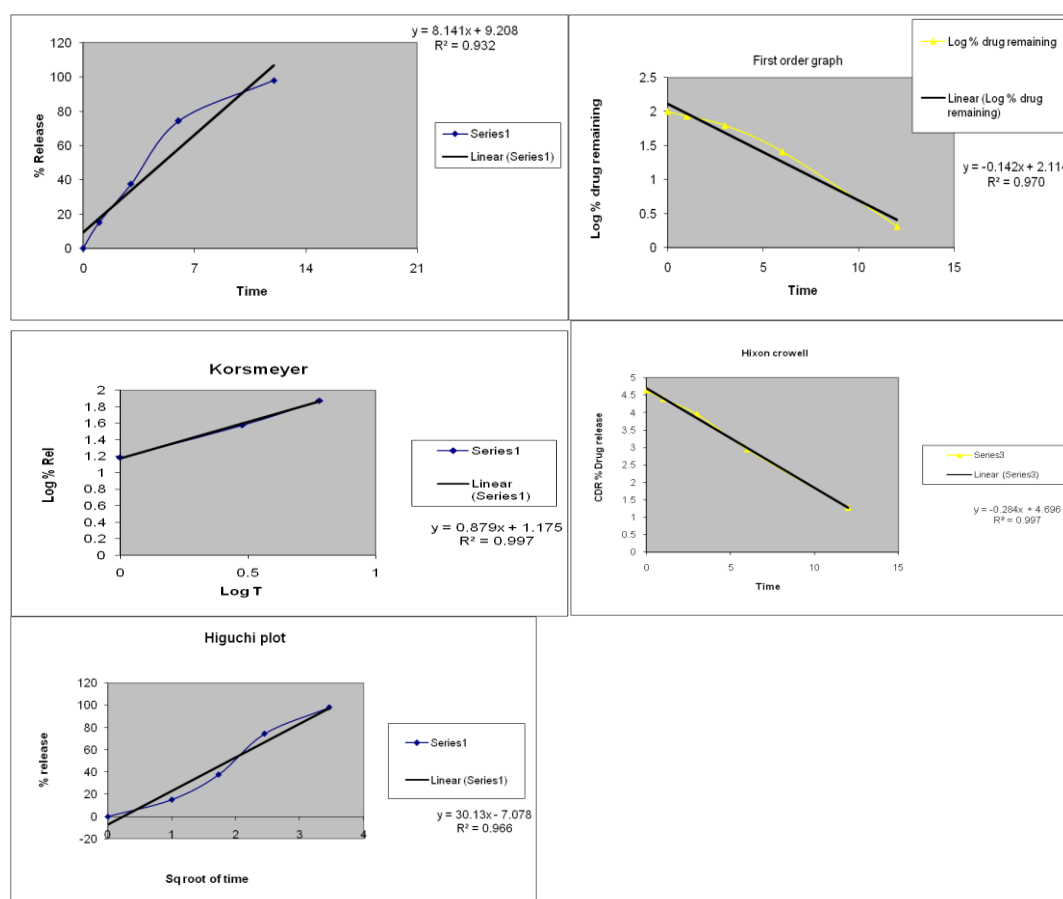 y = 8.141x + 9.208
R² = 0.932
120
100
80
60
40
20
0
% Release
0 7 14 21
Time
Series1
Linear (Series1)
First order graph
2.5
2
1.5
1
0.5
0
Log % drug remaining
0 5 10 15
Time
Log % drug remaining
Linear (Log % drug
remaining)
y = -0.142x + 2.114
R² = 0.970
Korsmeyer
2
1.8
1.6
1.4
1.2
1
0.8
0.6
0.4
0.2
0
Log % Rel
0 0.5 1
Log T
Series1
Linear
(Series1)
y = 0.879x + 1.175
R² = 0.997
Hixon crowell
5
4.5
4
3.5
3
2.5
2
1.5
1
0.5
0
CDR % Drug release
0 5 10 15
Time
Series3
Linear (Series3)
y = -0.284x + 4.696
R² = 0.997
Higuchi plot
120
100
80
60
40
20
0
-20
% release
0 1 2 3 4
Sq root of time
Series1
Linear (Series1)
y = 30.13x - 7.078
R² = 0.966